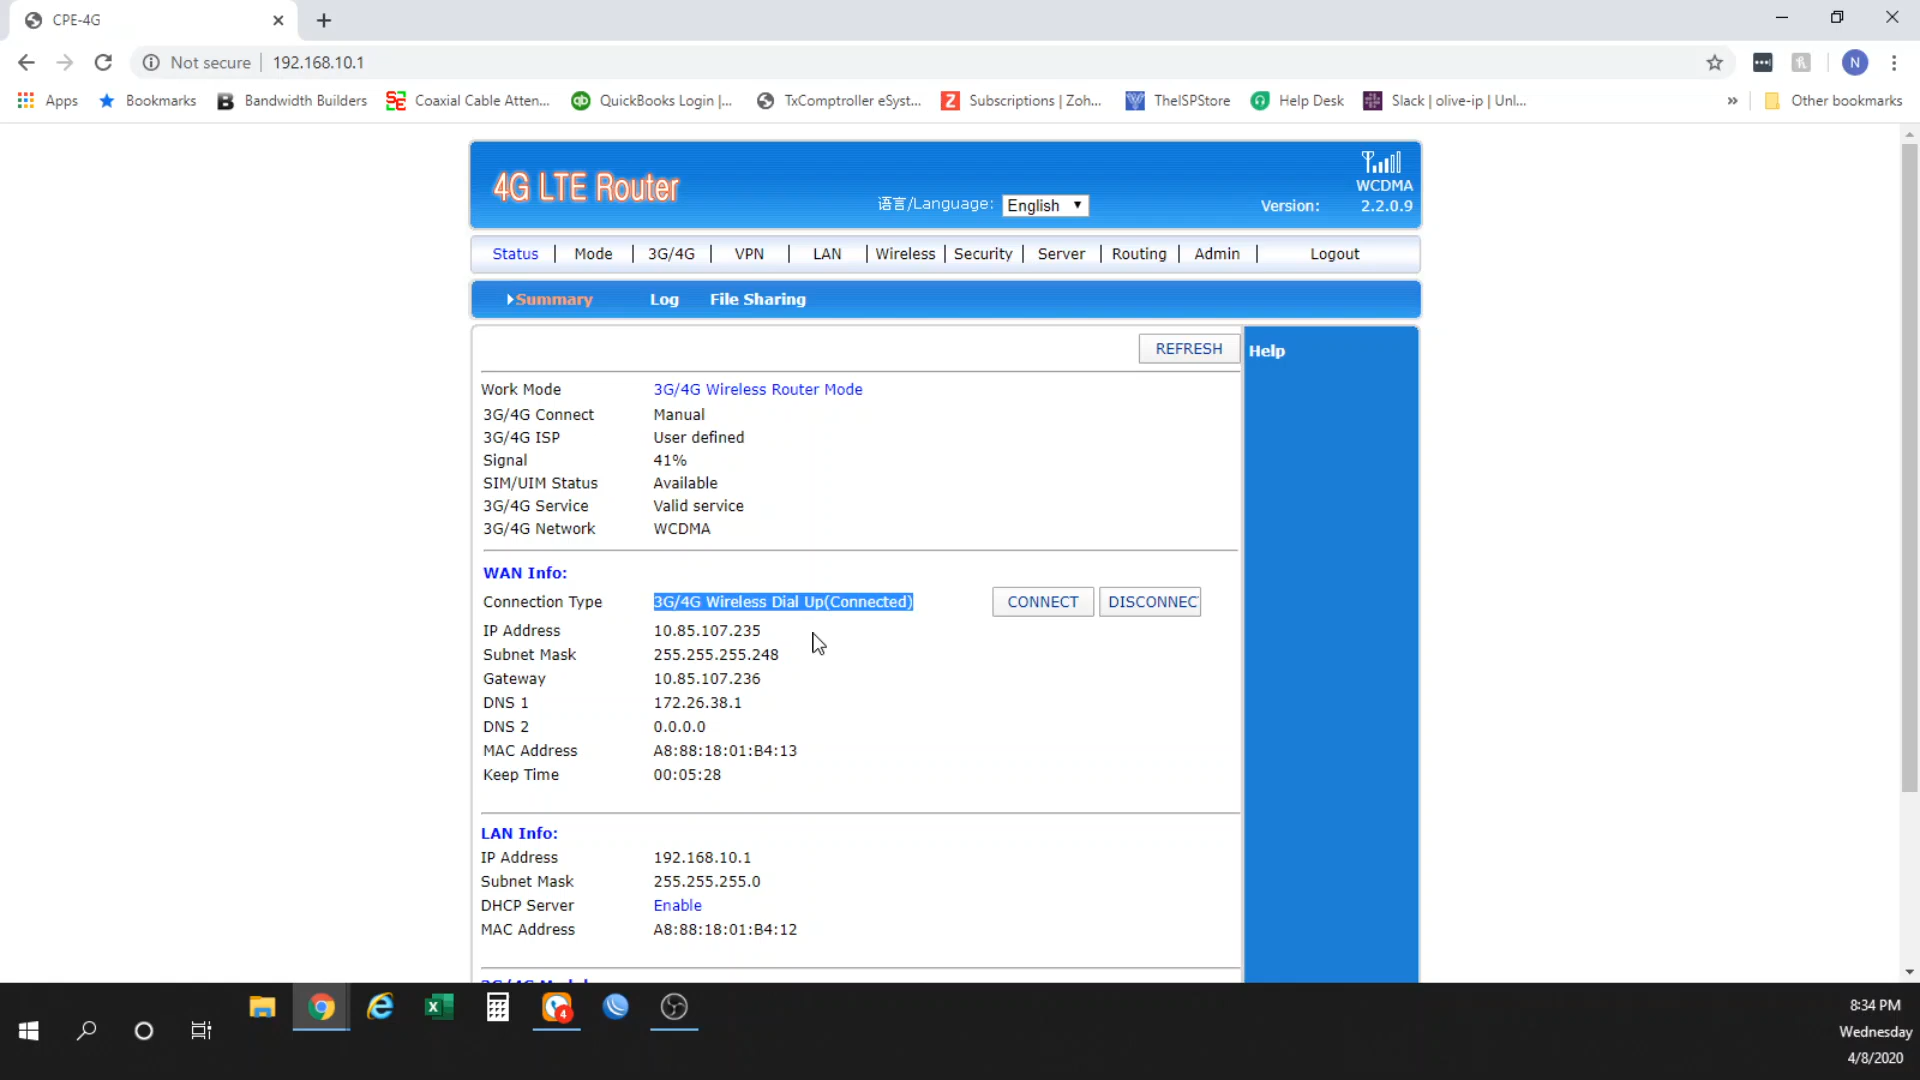 CPE-4G
Not secure
192.168.10.1
N
Apps
Bookmarks
Bandwidth Builders
Coaxial Cable Atten...
QuickBooks Login |...
TxComptroller eSyst...
Subscriptions | Zoh...
TheISPStore
Help Desk
Slack | olive-ip | Unl...
»
Other bookmarks
4G LTE Router
语言/Language: English
WCDMA
Version: 2.2.0.9
Status | Mode | 3G/4G | VPN | LAN | Wireless | Security | Server | Routing | Admin | Logout
Summary Log File Sharing
REFRESH
Help
Work Mode 3G/4G Wireless Router Mode
3G/4G Connect Manual
3G/4G ISP User defined
Signal 41%
SIM/UIM Status Available
3G/4G Service Valid service
3G/4G Network WCDMA
WAN Info:
Connection Type 3G/4G Wireless Dial Up(Connected) CONNECT DISCONNEC
IP Address 10.85.107.235
Subnet Mask 255.255.255.248
Gateway 10.85.107.236
DNS 1 172.26.38.1
DNS 2 0.0.0.0
MAC Address A8:88:18:01:B4:13
Keep Time 00:05:28
LAN Info:
IP Address 192.168.10.1
Subnet Mask 255.255.255.0
DHCP Server Enable
MAC Address A8:88:18:01:B4:12
4
8:34 PM
Wednesday
4/8/2020